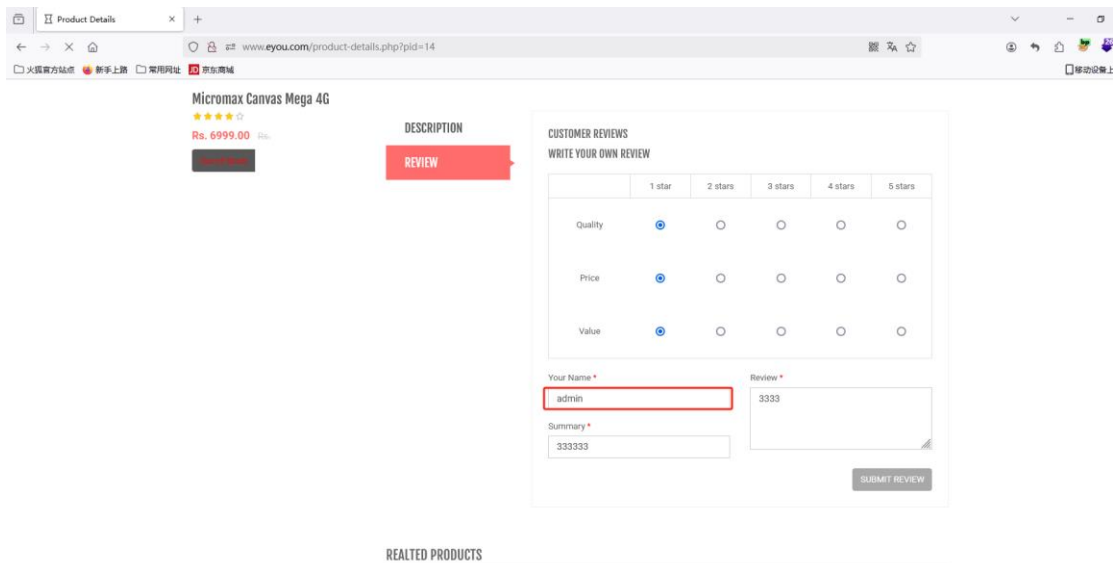 Product Details
www.eyou.com/product-details.php?pid=14
火狐官方站点 新手上路 常用网址 JD 京东商城 移动设备上
Micromax Canvas Mega 4G
Rs. 6999.00 Rs.
DESCRIPTION
REVIEW
CUSTOMER REVIEWS
WRITE YOUR OWN REVIEW
1 star 2 stars 3 stars 4 stars 5 stars
Quality
Price
Value
Your Name *
admin
Summary *
333333
Review *
3333
SUBMIT REVIEW
REALTED PRODUCTS